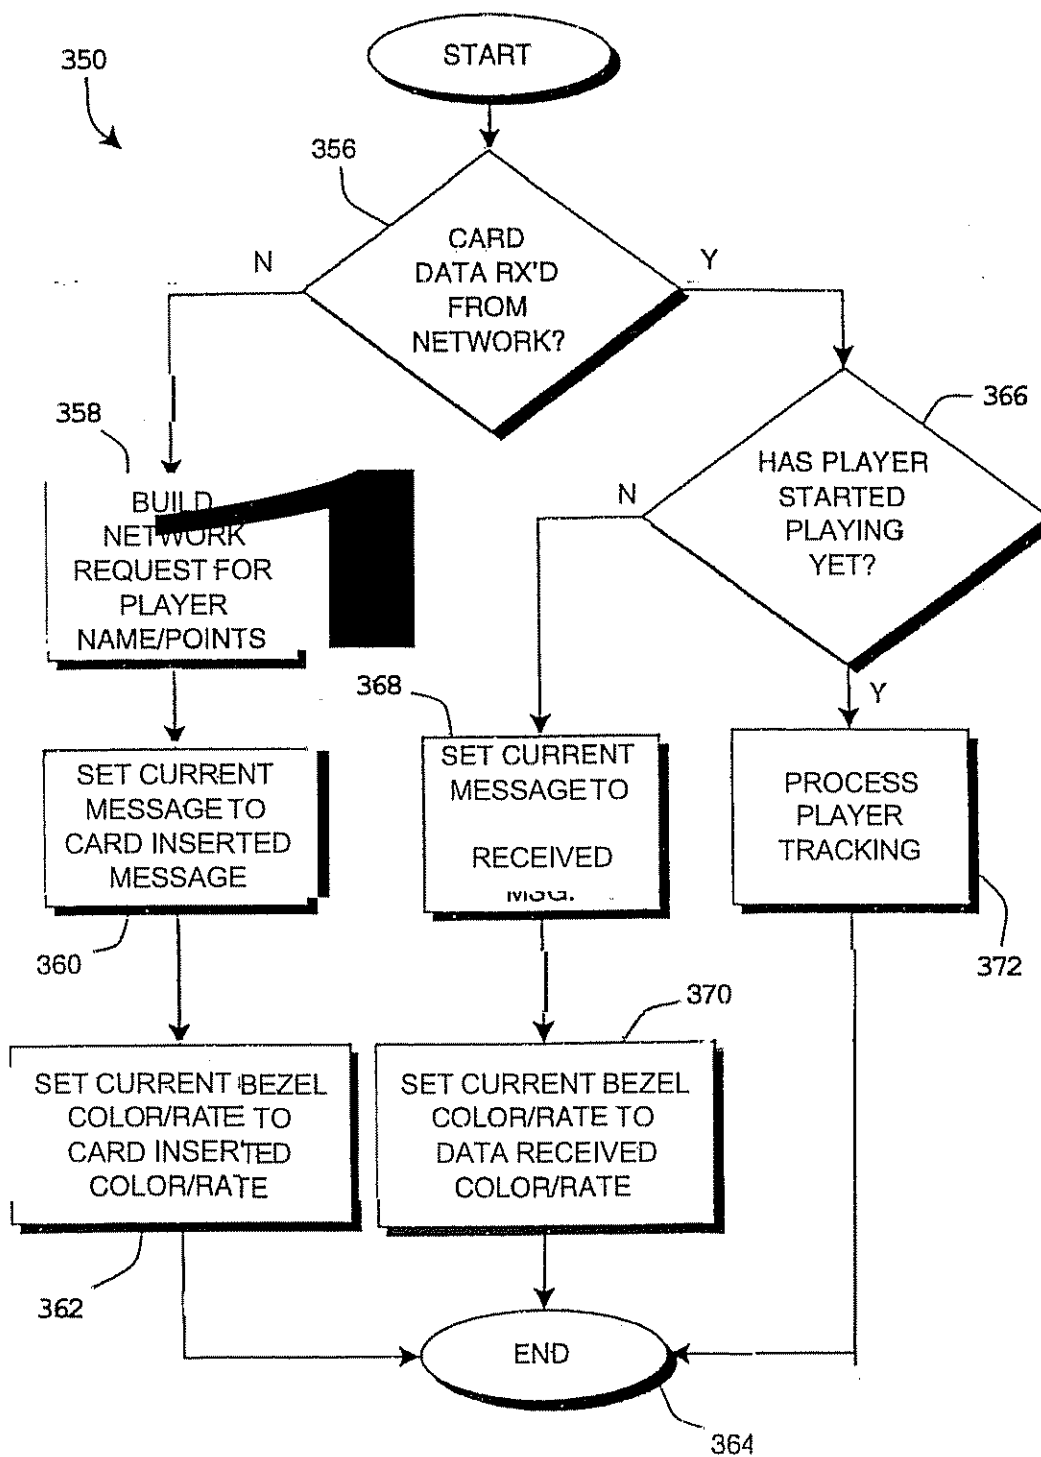 START
350
356
CARD
DATA RX'D
FROM
NETWORK?
N
Y
358
366
BUILD
NETWORK
REQUEST FOR
PLAYER
NAME/POINTS
HAS PLAYER
STARTED
PLAYING
YET?
N
Y
368
SET CURRENT
MESSAGE TO
CARD INSERTED
MESSAGE
SET CURRENT
MESSAGE TO
RECEIVED
MSG.
PROCESS
PLAYER
TRACKING
360
372
370
SET CURRENT BEZEL
COLOR/RATE TO
CARD INSERTED
COLOR/RATE
SET CURRENT BEZEL
COLOR/RATE TO
DATA RECEIVED
COLOR/RATE
362
END
364